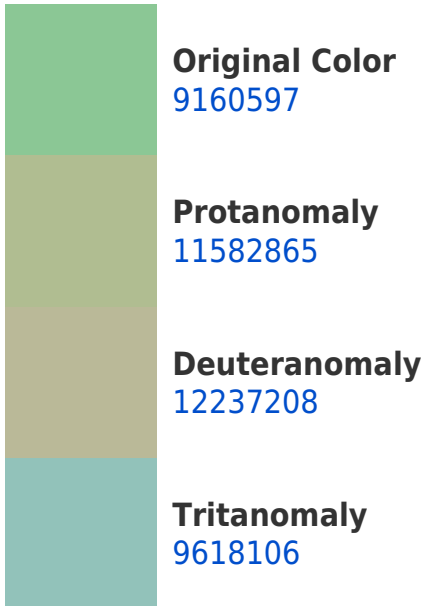 Original Color
9160597
Protanomaly
11582865
Deuteranomaly
12237208
Tritanomaly
9618106